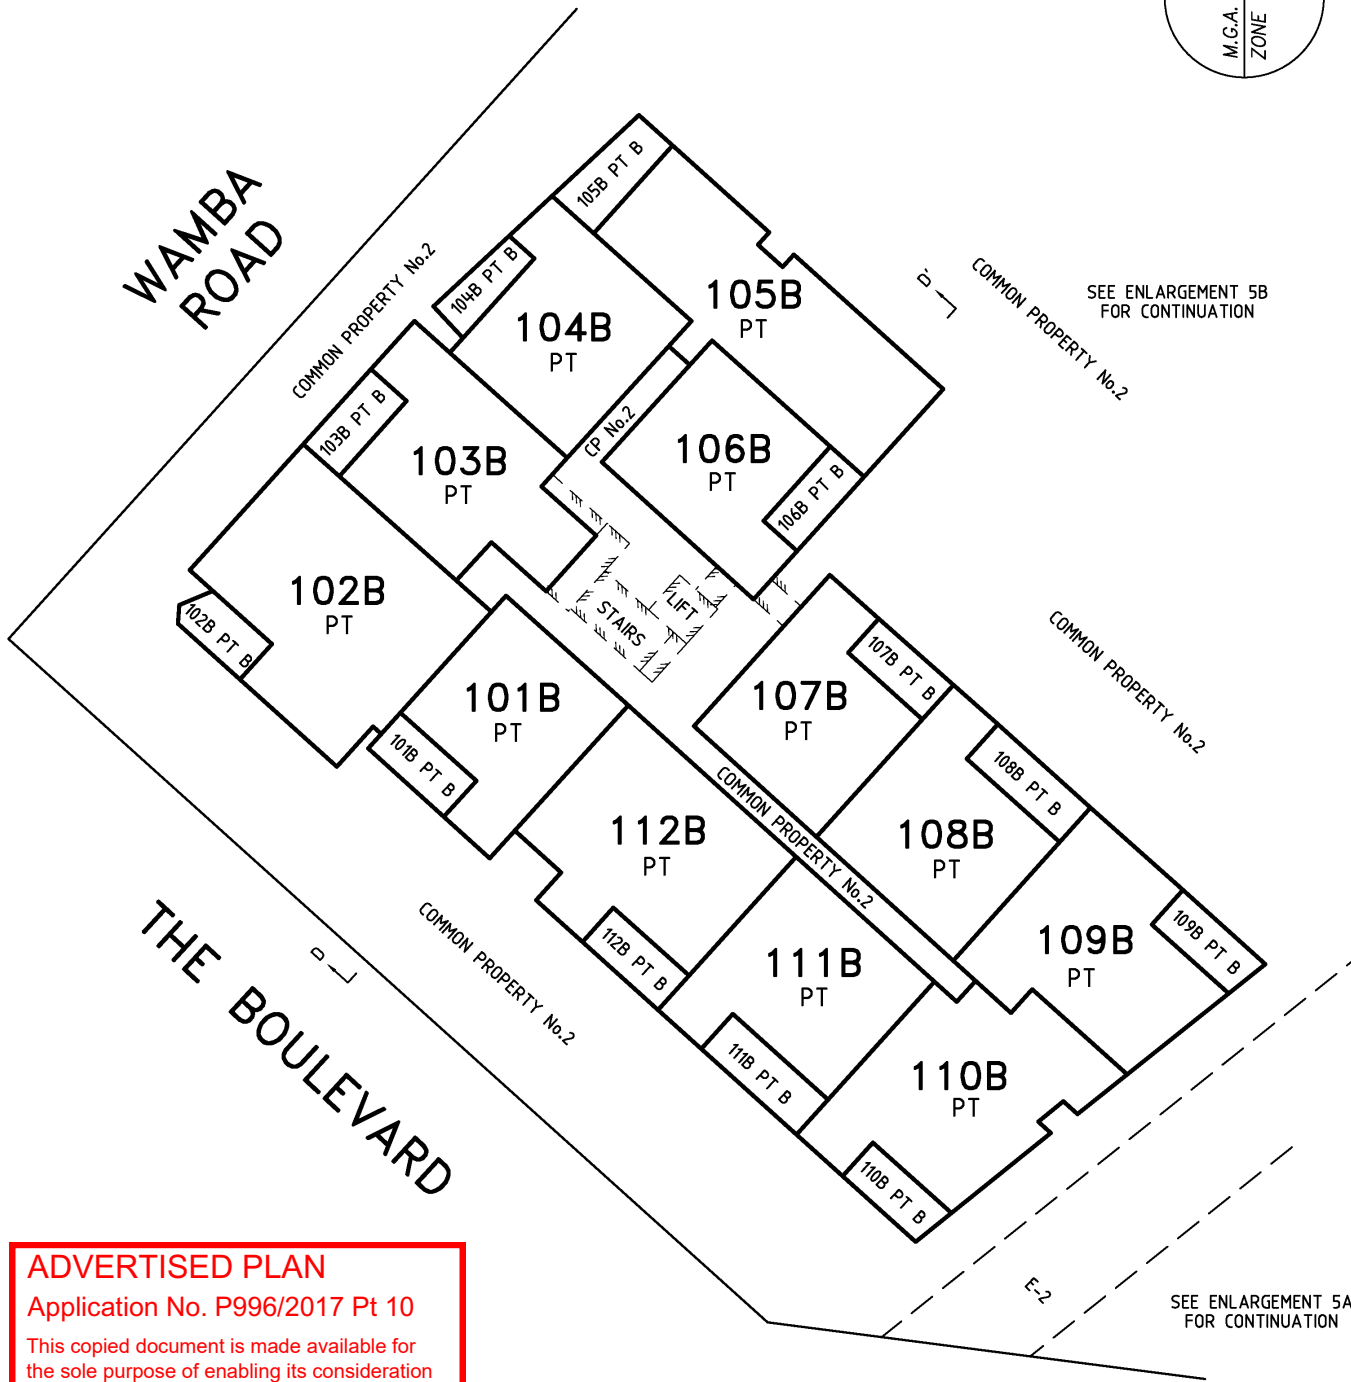 M.G.A.
ZONE
WAMBA
ROAD
COMMON PROPERTY No.2
105B PT B
104B PT B
105B
PT
104B
PT
D'
COMMON PROPERTY No.2
SEE ENLARGEMENT 5B
FOR CONTINUATION
103B PT B
103B
PT
CP No.2
106B
PT
106B PT B
102B
PT
102B PT B
STAIRS
LIFT
101B
PT
101B PT B
107B
PT
107B PT B
COMMON PROPERTY No.2
108B PT B
108B
PT
COMMON PROPERTY No.2
112B
PT
112B PT B
109B
PT
109B PT B
111B
PT
111B PT B
110B
PT
110B PT B
COMMON PROPERTY No.2
D
THE BOULEVARD
E-2
SEE ENLARGEMENT 5A
FOR CONTINUATION
ADVERTISED PLAN
Application No. P996/2017 Pt 10
This copied document is made available for
the sole purpose of enabling its consideration